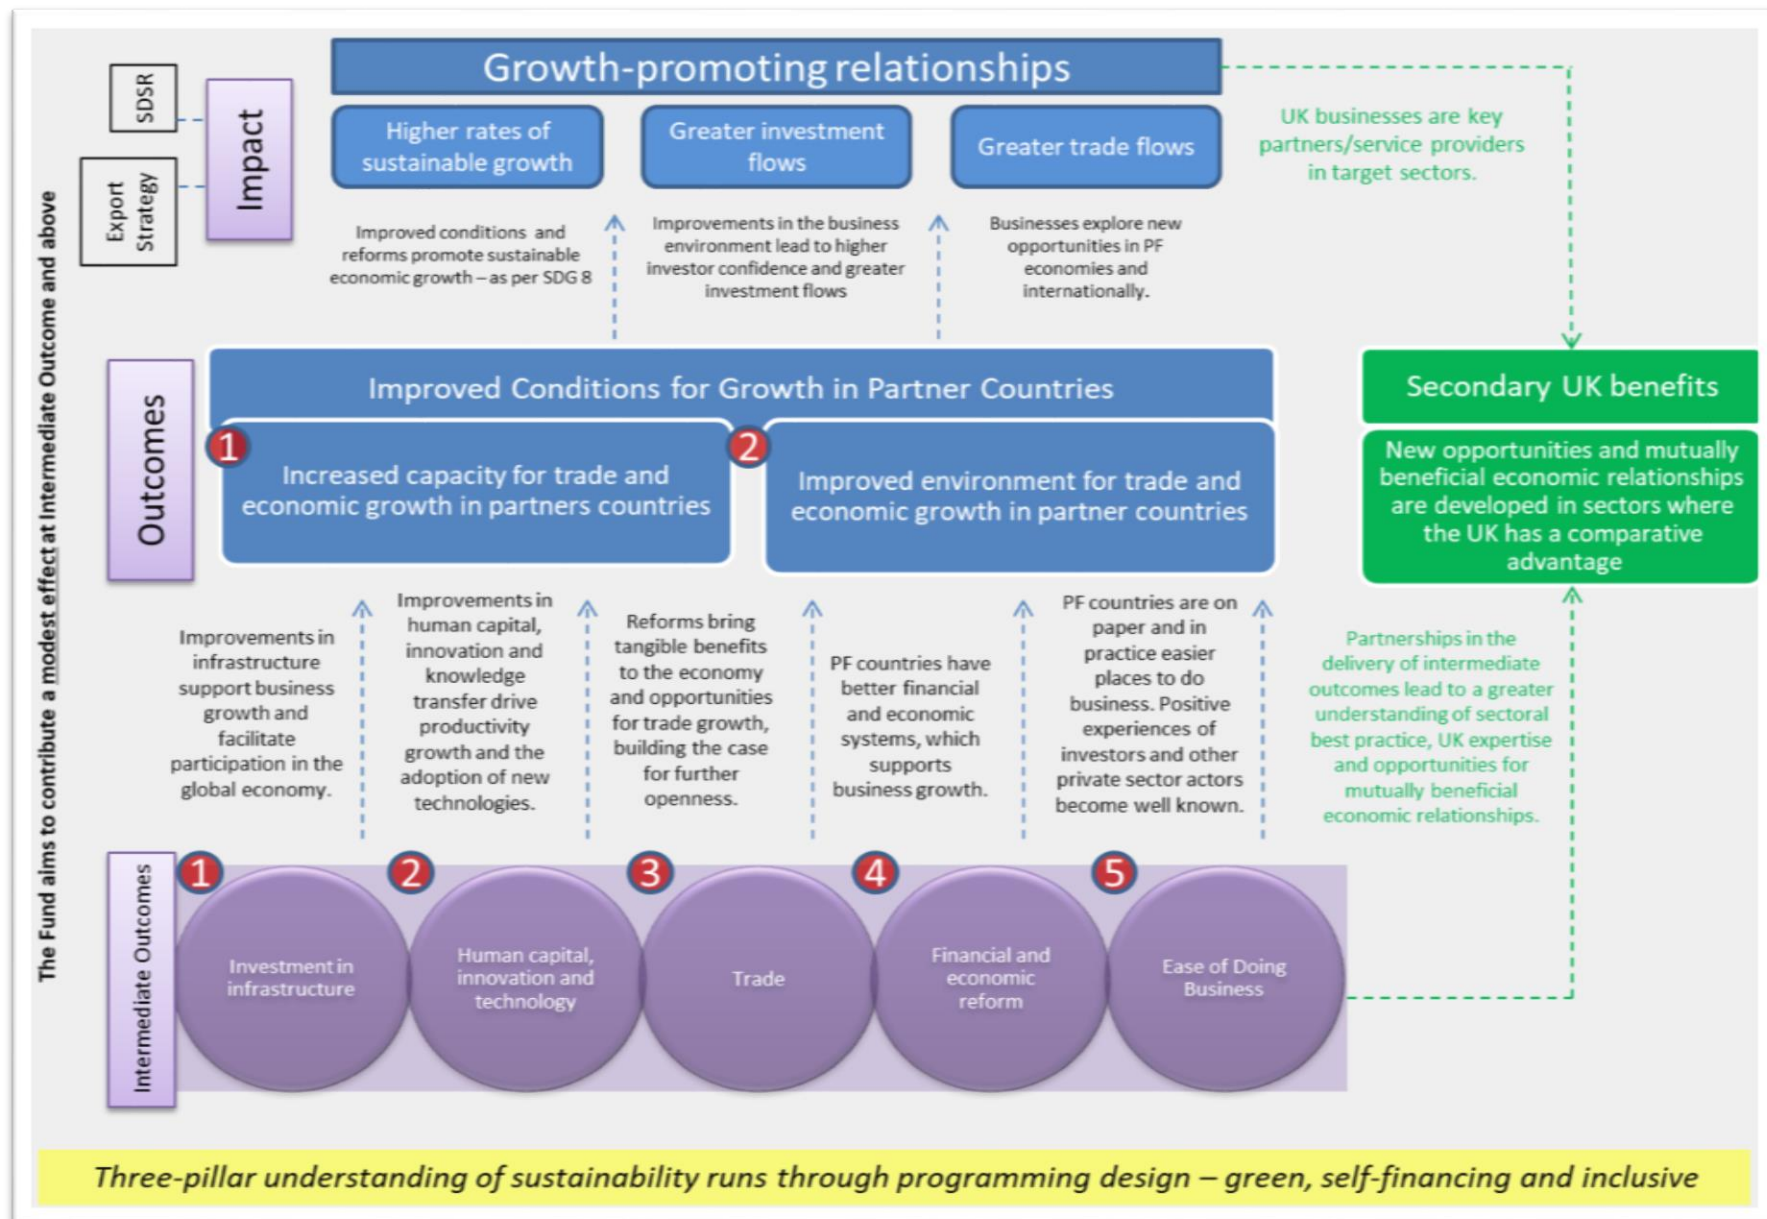 Growth-promoting relationships
SDSR
Export
Strategy
Impact
Higher rates of
sustainable growth
Greater investment
flows
Greater trade flows
UK businesses are key
partners/service providers
in target sectors.
Improved conditions and
reforms promote sustainable
economic growth – as per SDG 8
Improvements in the business
environment lead to higher
investor confidence and greater
investment flows
Businesses explore new
opportunities in PF
economies and
internationally.
The Fund aims to contribute a modest effect at Intermediate Outcome and above
Outcomes
Improved Conditions for Growth in Partner Countries
1
Increased capacity for trade and
economic growth in partners countries
2
Improved environment for trade and
economic growth in partner countries
Secondary UK benefits
New opportunities and mutually
beneficial economic relationships
are developed in sectors where
the UK has a comparative
advantage
Improvements in
infrastructure
support business
growth and
facilitate
participation in the
global economy.
Improvements in
human capital,
innovation and
knowledge
transfer drive
productivity
growth and the
adoption of new
technologies.
Reforms bring
tangible benefits
to the economy
and opportunities
for trade growth,
building the case
for further
openness.
PF countries have
better financial
and economic
systems, which
supports
business growth.
PF countries are on
paper and in
practice easier
places to do
business. Positive
experiences of
investors and other
private sector actors
become well known.
Partnerships in the
delivery of intermediate
outcomes lead to a greater
understanding of sectoral
best practice, UK expertise
and opportunities for
mutually beneficial
economic relationships.
Intermediate Outcomes
1
Investment in
infrastructure
2
Human capital,
innovation and
technology
3
Trade
4
Financial and
economic
reform
5
Ease of Doing
Business
Three-pillar understanding of sustainability runs through programming design – green, self-financing and inclusive